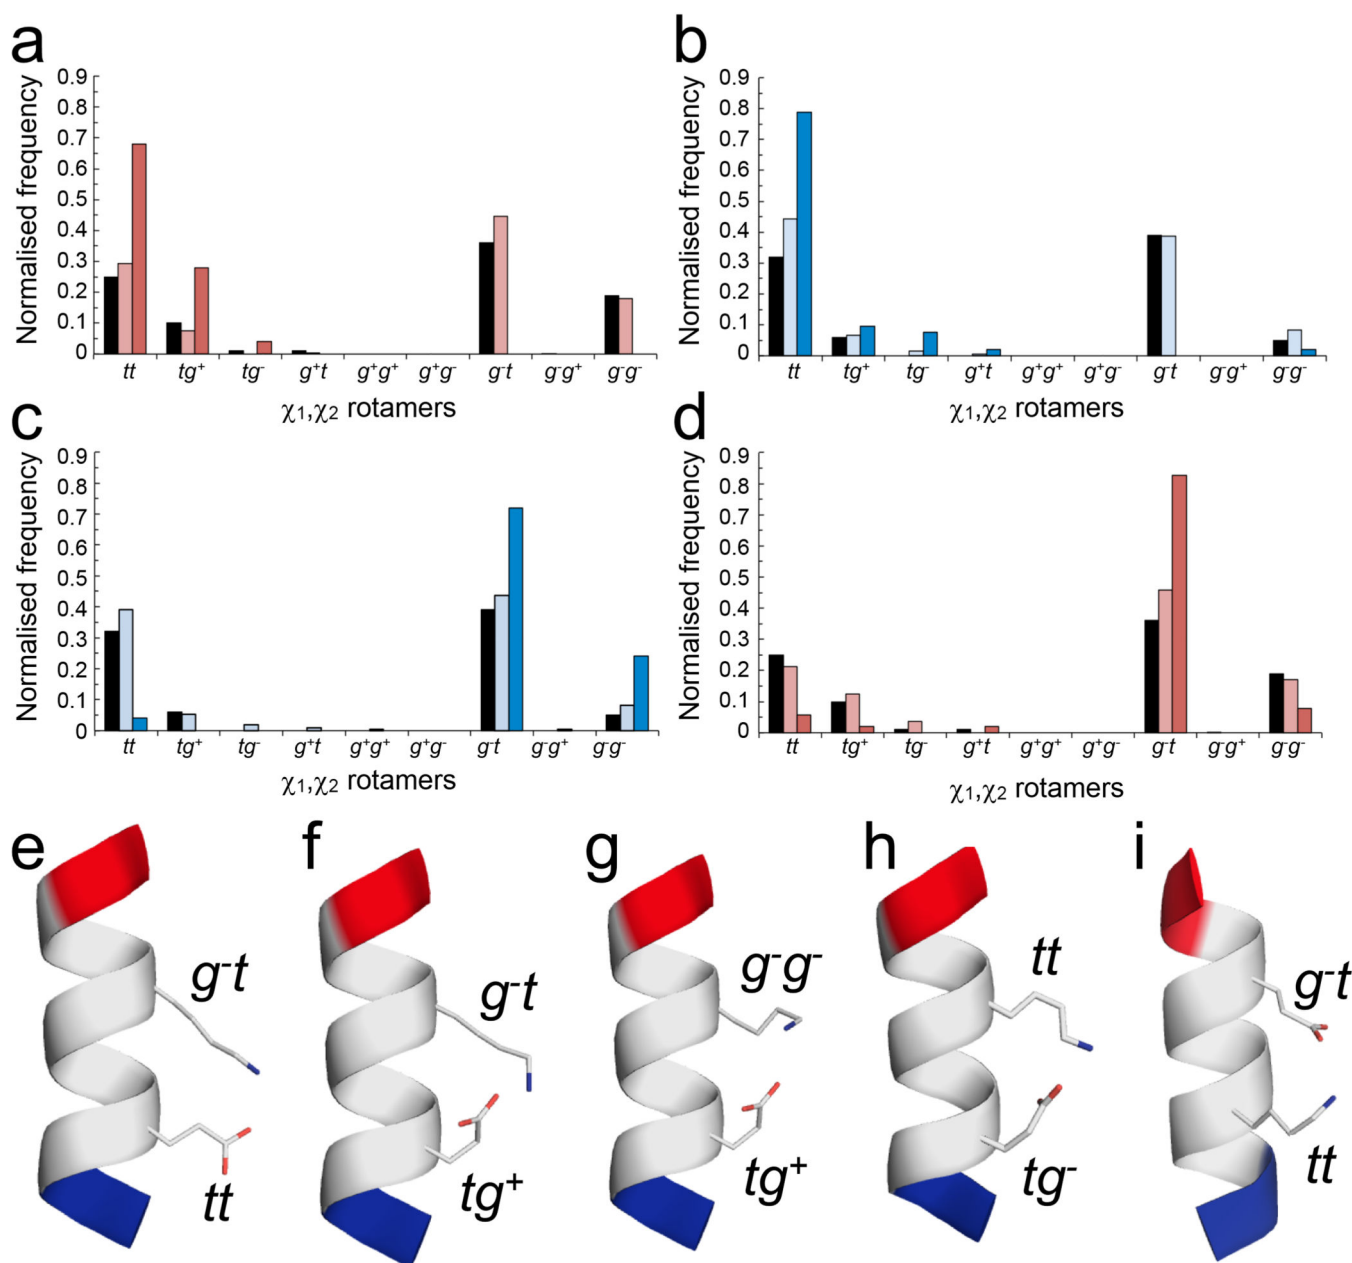 a
Normalised frequency
0.9
0.8
0.7
0.6
0.5
0.4
0.3
0.2
0.1
0
tt tg⁺ tg⁻ g⁺t g⁺g⁺ g⁺g⁻ g⁻t g⁻g⁺ g⁻g⁻
χ₁,χ₂ rotamers
b
Normalised frequency
0.9
0.8
0.7
0.6
0.5
0.4
0.3
0.2
0.1
0
tt tg⁺ tg⁻ g⁺t g⁺g⁺ g⁺g⁻ g⁻t g⁻g⁺ g⁻g⁻
χ₁,χ₂ rotamers
c
Normalised frequency
0.9
0.8
0.7
0.6
0.5
0.4
0.3
0.2
0.1
0
tt tg⁺ tg⁻ g⁺t g⁺g⁺ g⁺g⁻ g⁻t g⁻g⁺ g⁻g⁻
χ₁,χ₂ rotamers
d
Normalised frequency
0.9
0.8
0.7
0.6
0.5
0.4
0.3
0.2
0.1
0
tt tg⁺ tg⁻ g⁺t g⁺g⁺ g⁺g⁻ g⁻t g⁻g⁺ g⁻g⁻
χ₁,χ₂ rotamers
e
g⁻t
tt
f
g⁻t
tg⁺
g
g⁻g⁻
tg⁺
h
tt
tg⁻
i
g⁻t
tt